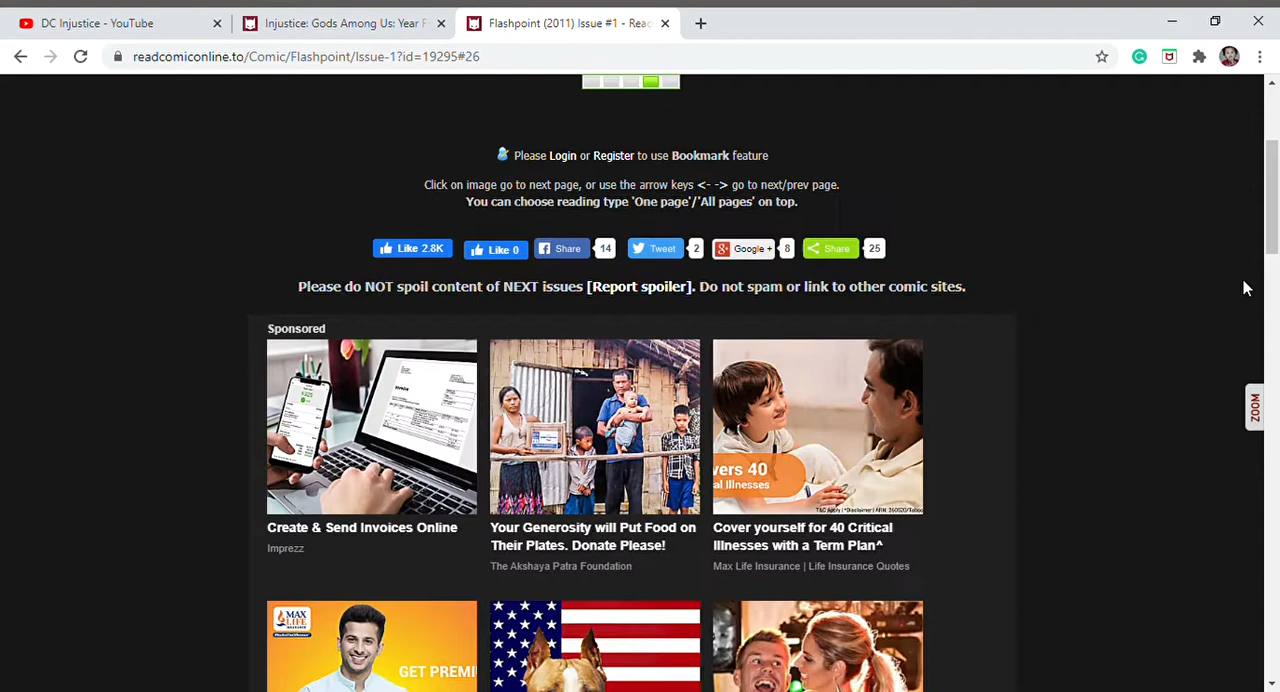 DC Injustice - YouTube
Injustice: Gods Among Us: Year F
Flashpoint (2011) Issue #1 - Read
readcomiconline.to/Comic/Flashpoint/Issue-1?id=19295#26
Please Login or Register to use Bookmark feature
Click on image go to next page, or use the arrow keys <- -> go to next/prev page.
You can choose reading type 'One page'/'All pages' on top.
Like 2.8K
Like 0
Share 14
Tweet 2
Google + 8
Share 25
Please do NOT spoil content of NEXT issues [Report spoiler]. Do not spam or link to other comic sites.
ZOOM
Sponsored
Invoice
vers 40
al Illnesses
Create & Send Invoices Online
Imprezz
Your Generosity will Put Food on
Their Plates. Donate Please!
The Akshaya Patra Foundation
Cover yourself for 40 Critical
Illnesses with a Term Plan^
Max Life Insurance | Life Insurance Quotes
MAX
LIFE
INSURANCE
GET PREMI